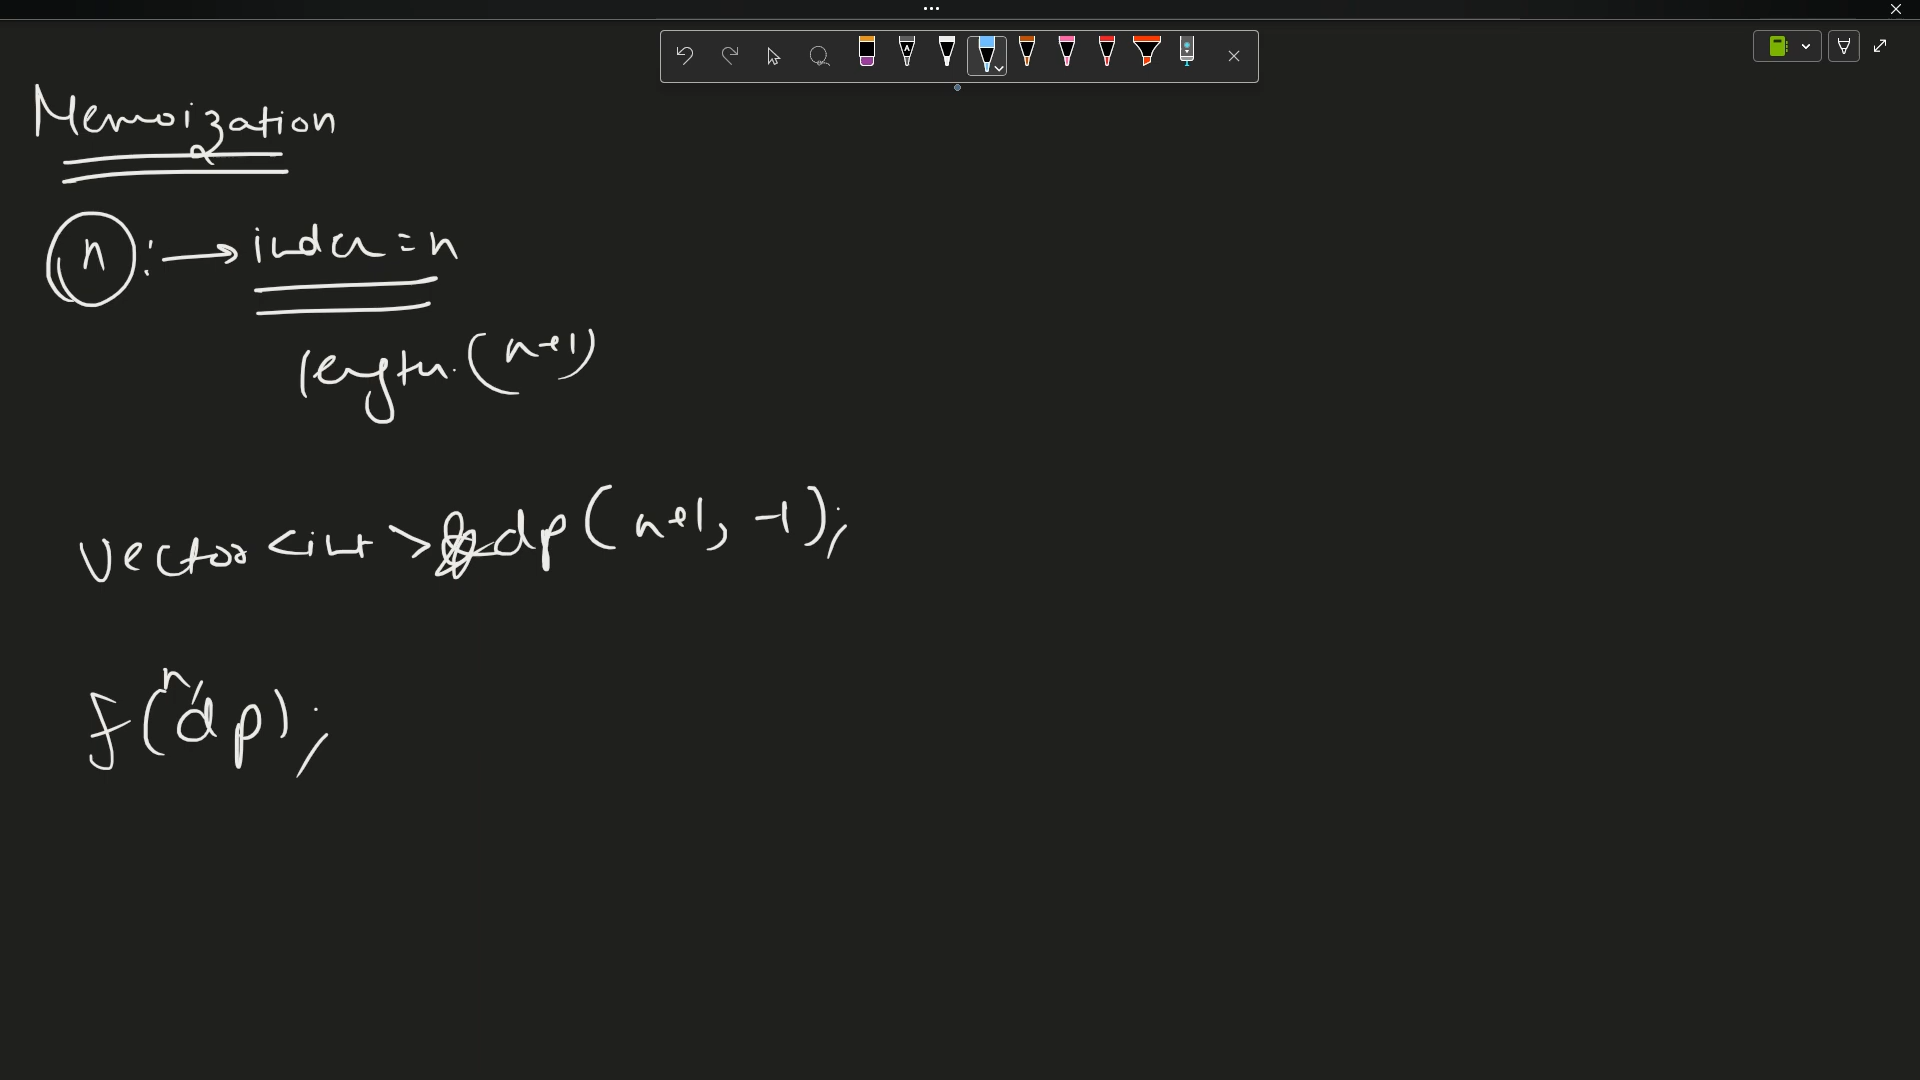 Memoization
n : → index = n
length (n+1)
vector <int> dp(n+1, -1);
f(n, dp);